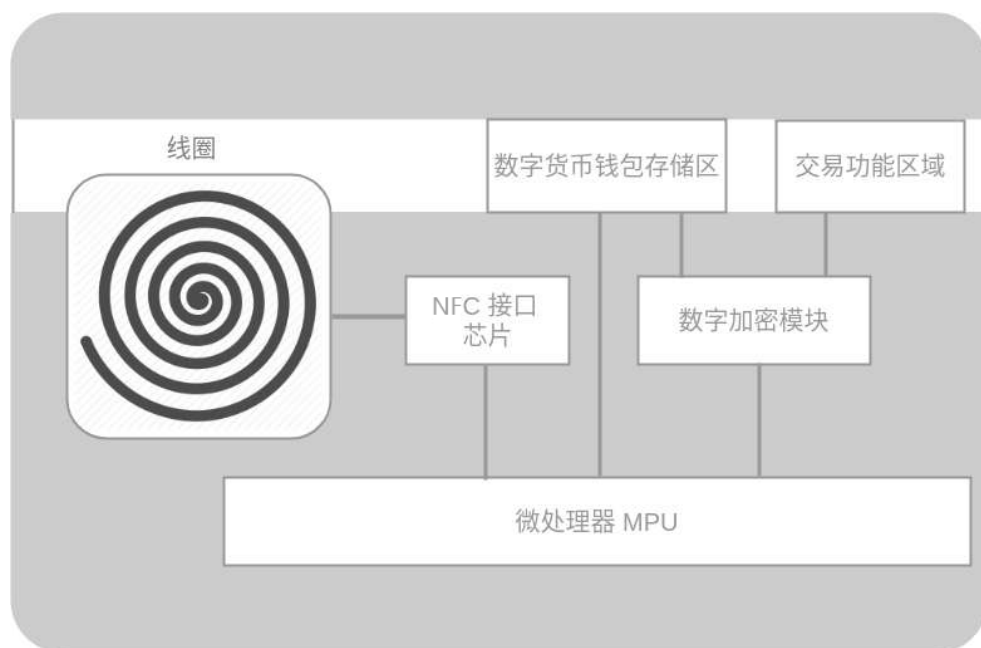 线圈
数字货币钱包存储区
交易功能区域
NFC 接口
芯片
数字加密模块
微处理器 MPU